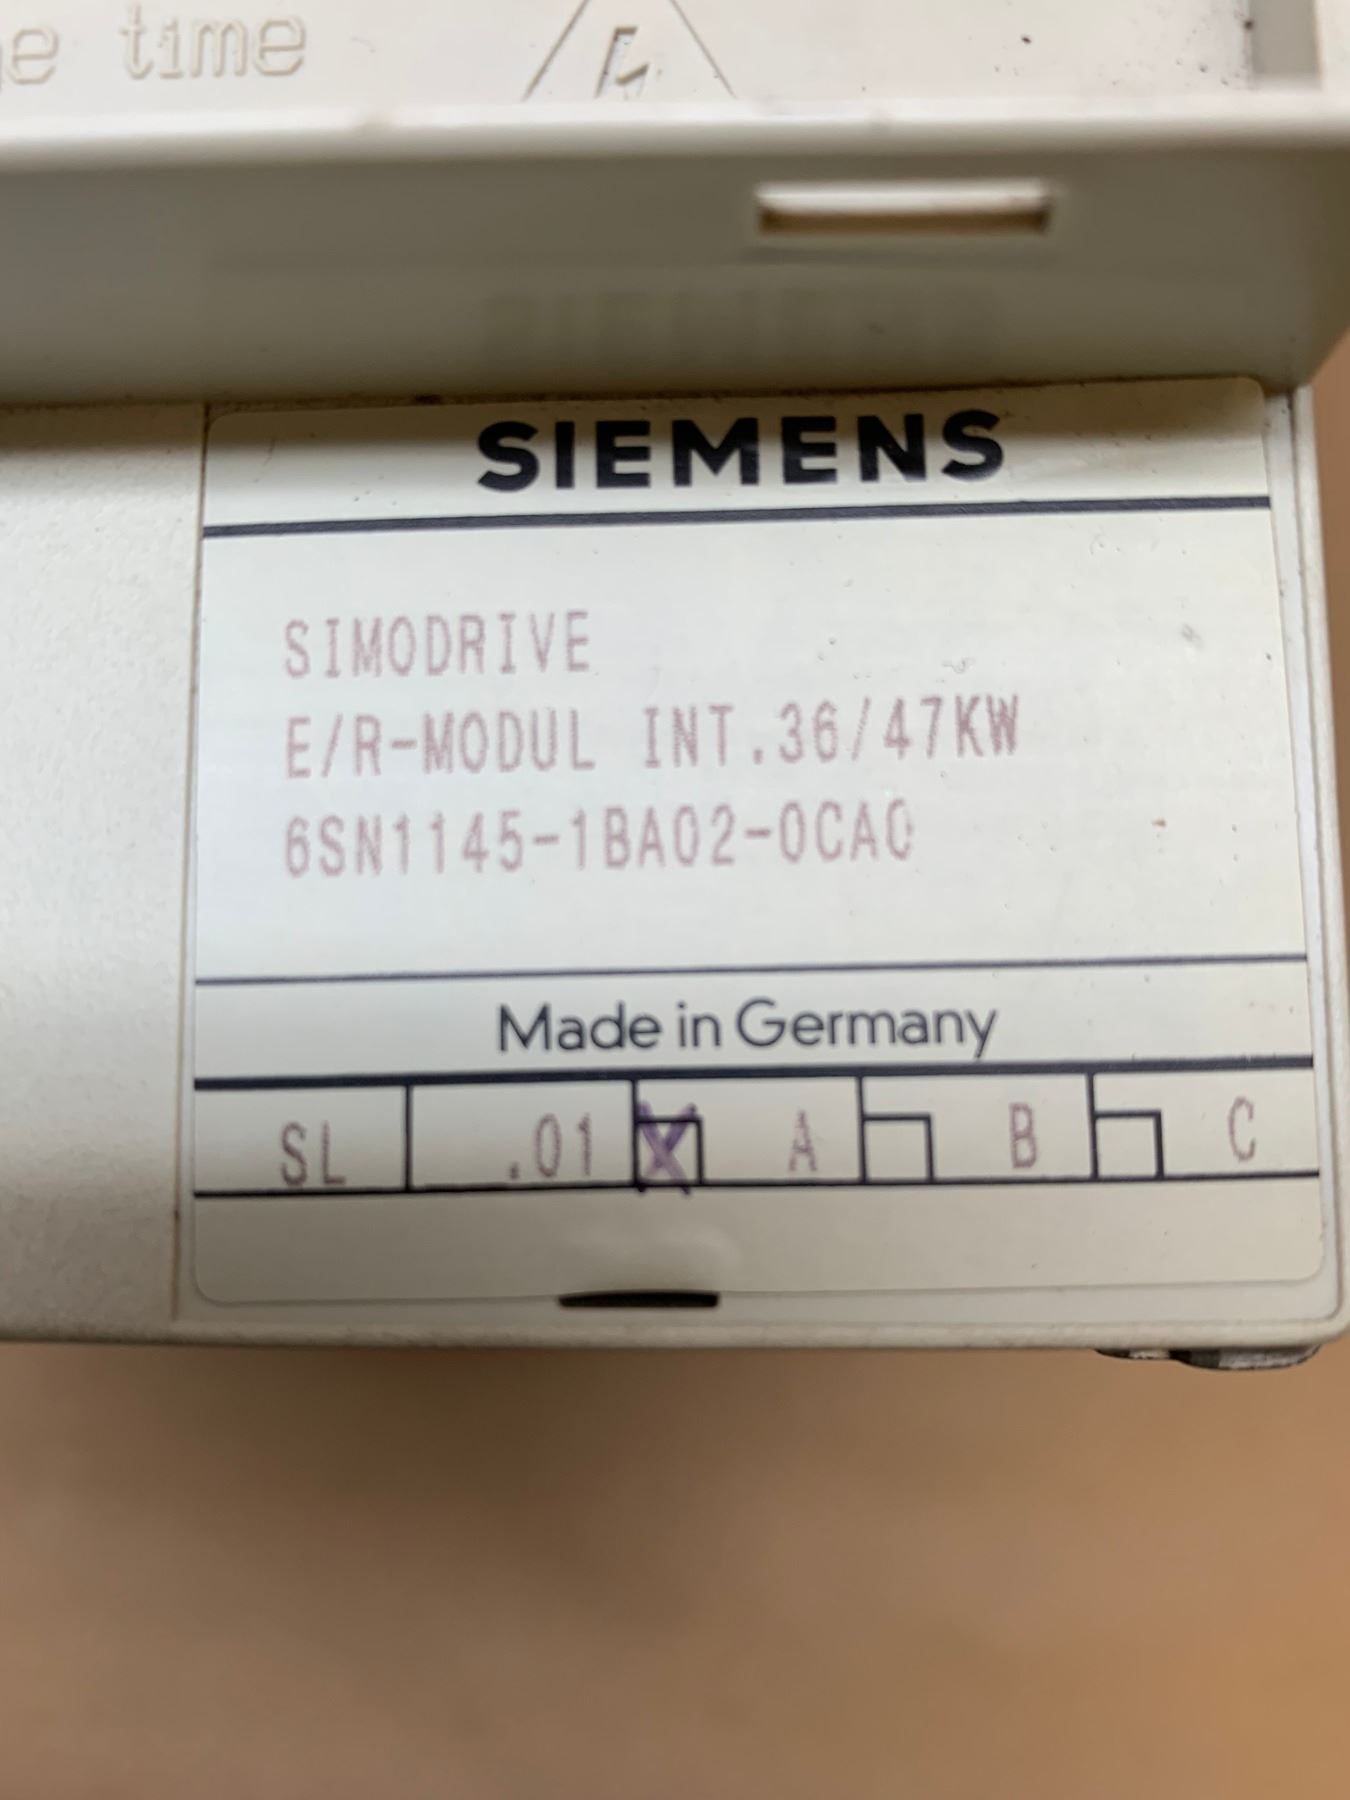 time
SIEMENS
SIMODRIVE
E/R-MODUL INT.36/47KW
6SN1145-1BA02-0CA0
Made in Germany
SL .01 X A B C